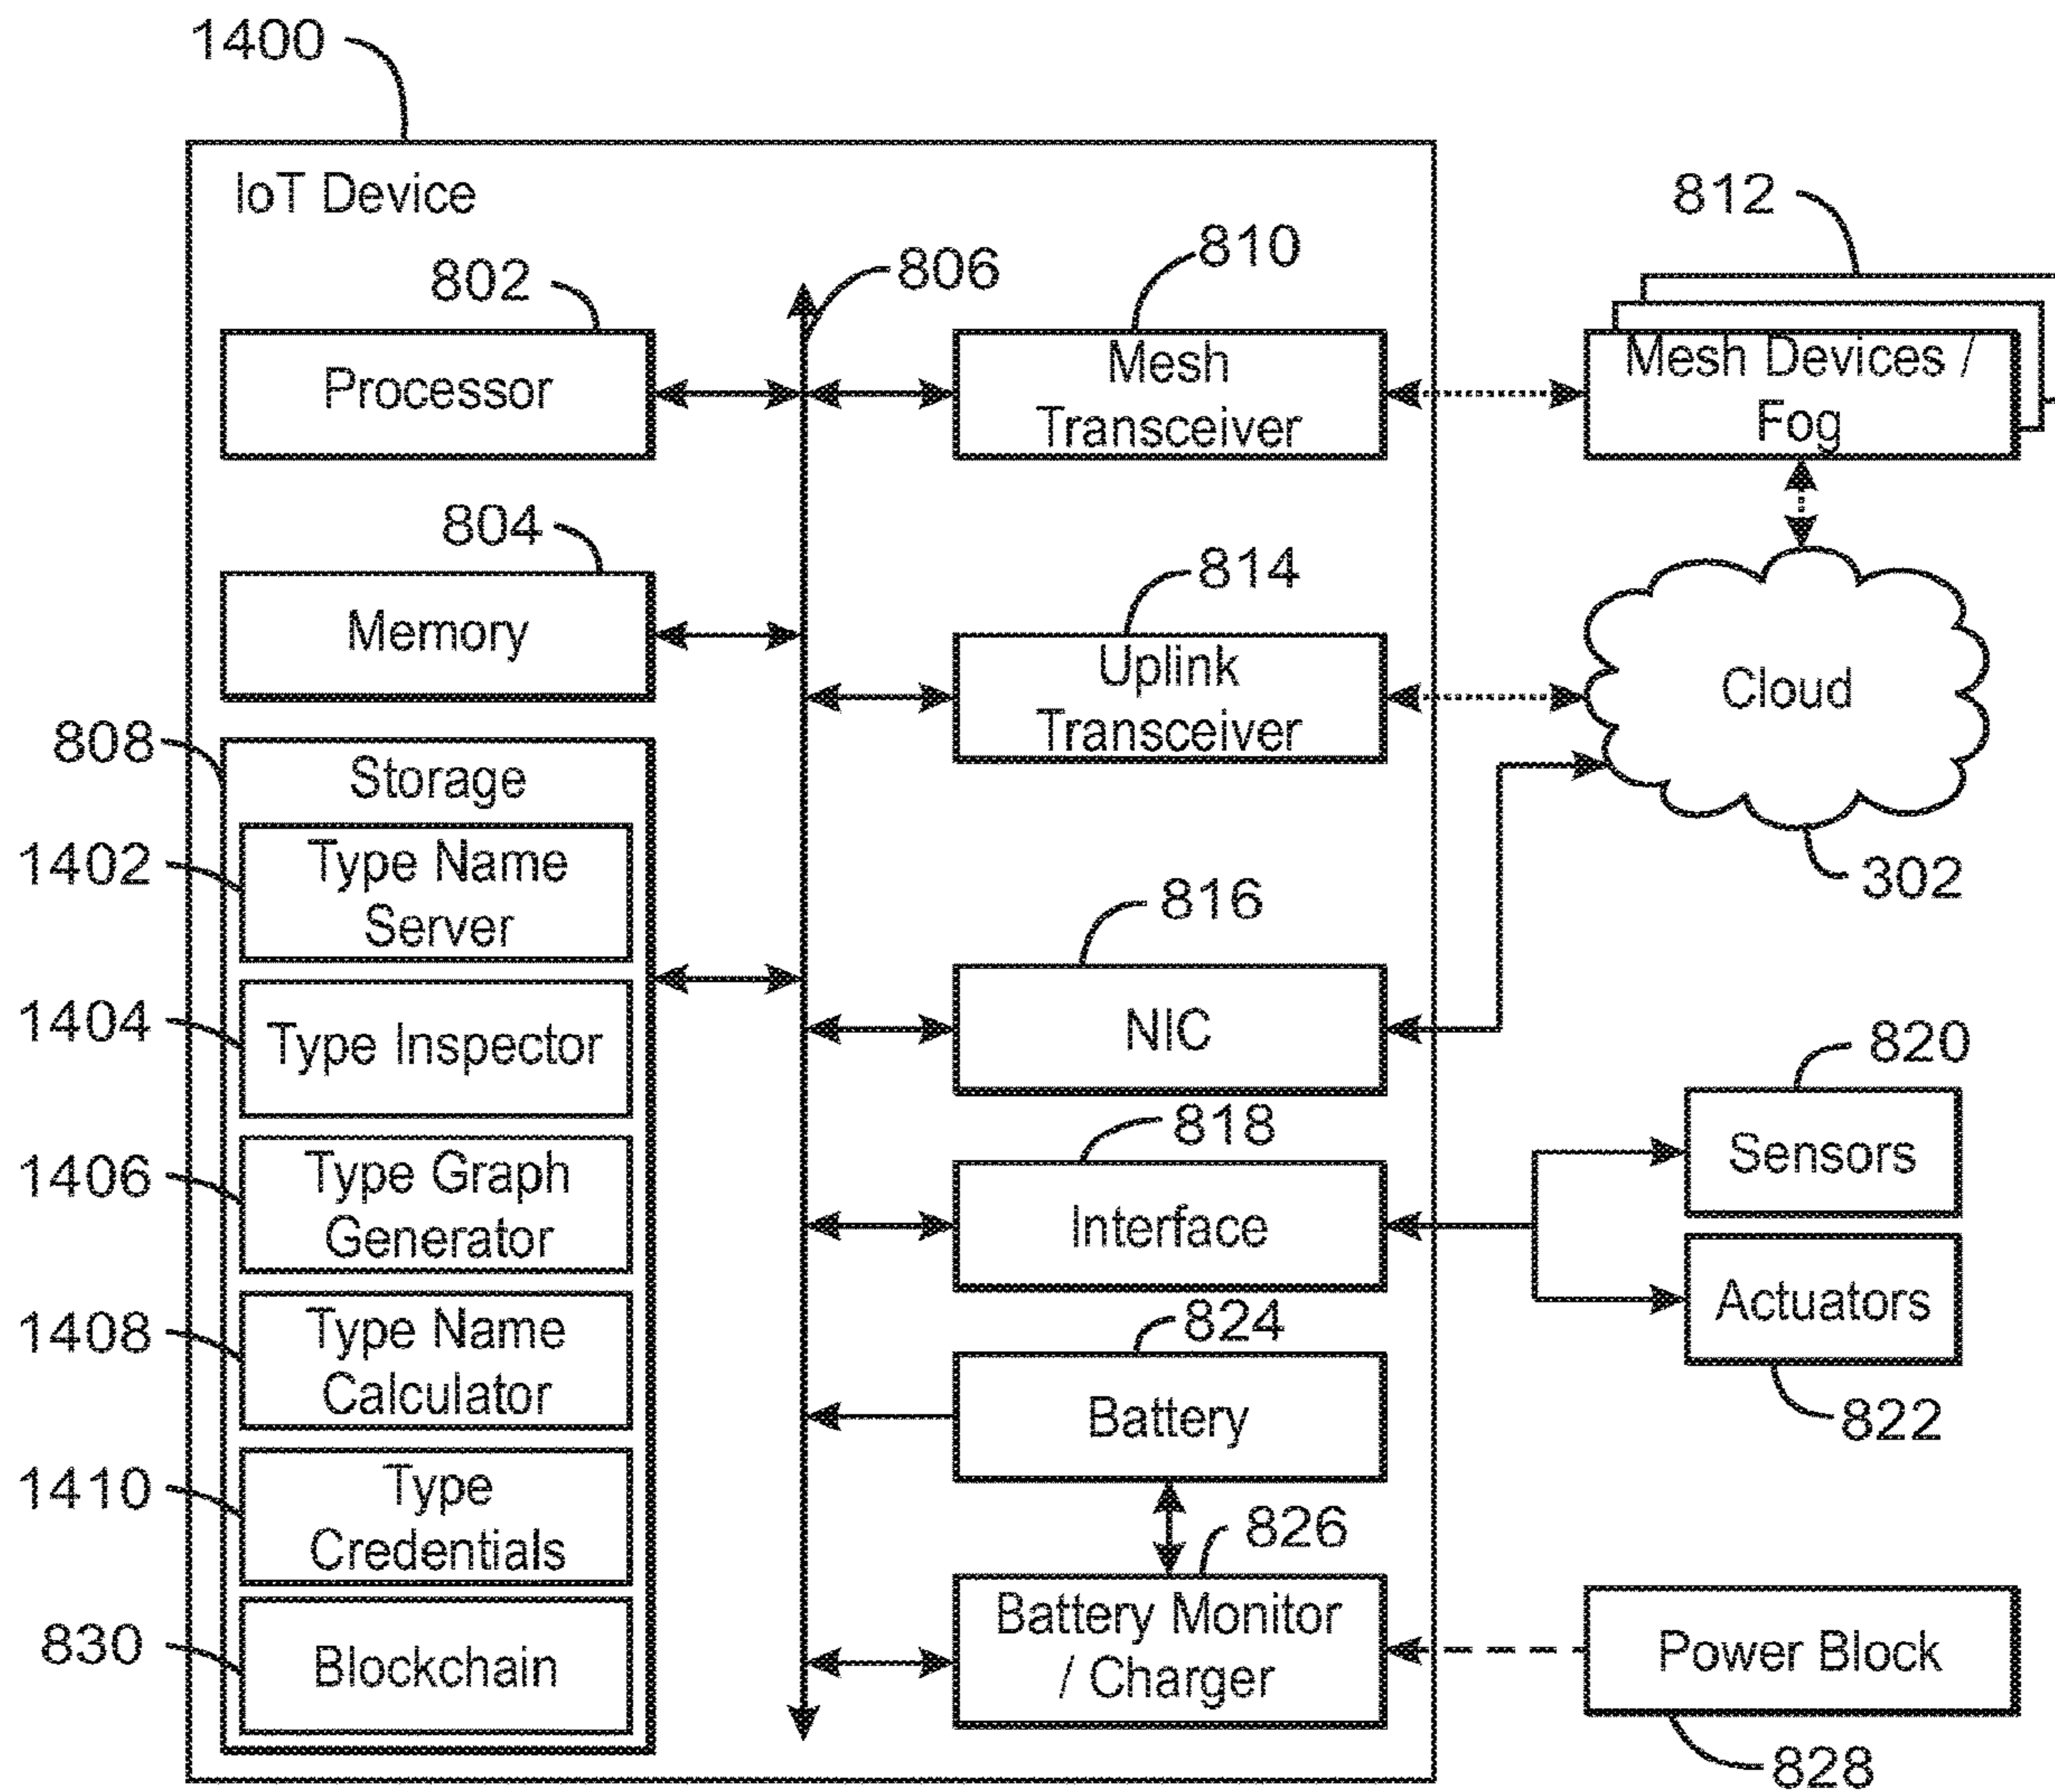 1400
IoT Device
812
802
806
810
Processor
Mesh
Transceiver
Mesh Devices /
Fog
804
814
Memory
Uplink
Transceiver
Cloud
808
Storage
302
1402
Type Name
Server
816
1404
Type Inspector
NIC
820
818
Sensors
1406
Type Graph
Generator
Interface
Actuators
824
822
1408
Type Name
Calculator
Battery
1410
Type
Credentials
826
Battery Monitor
/ Charger
Power Block
830
Blockchain
828